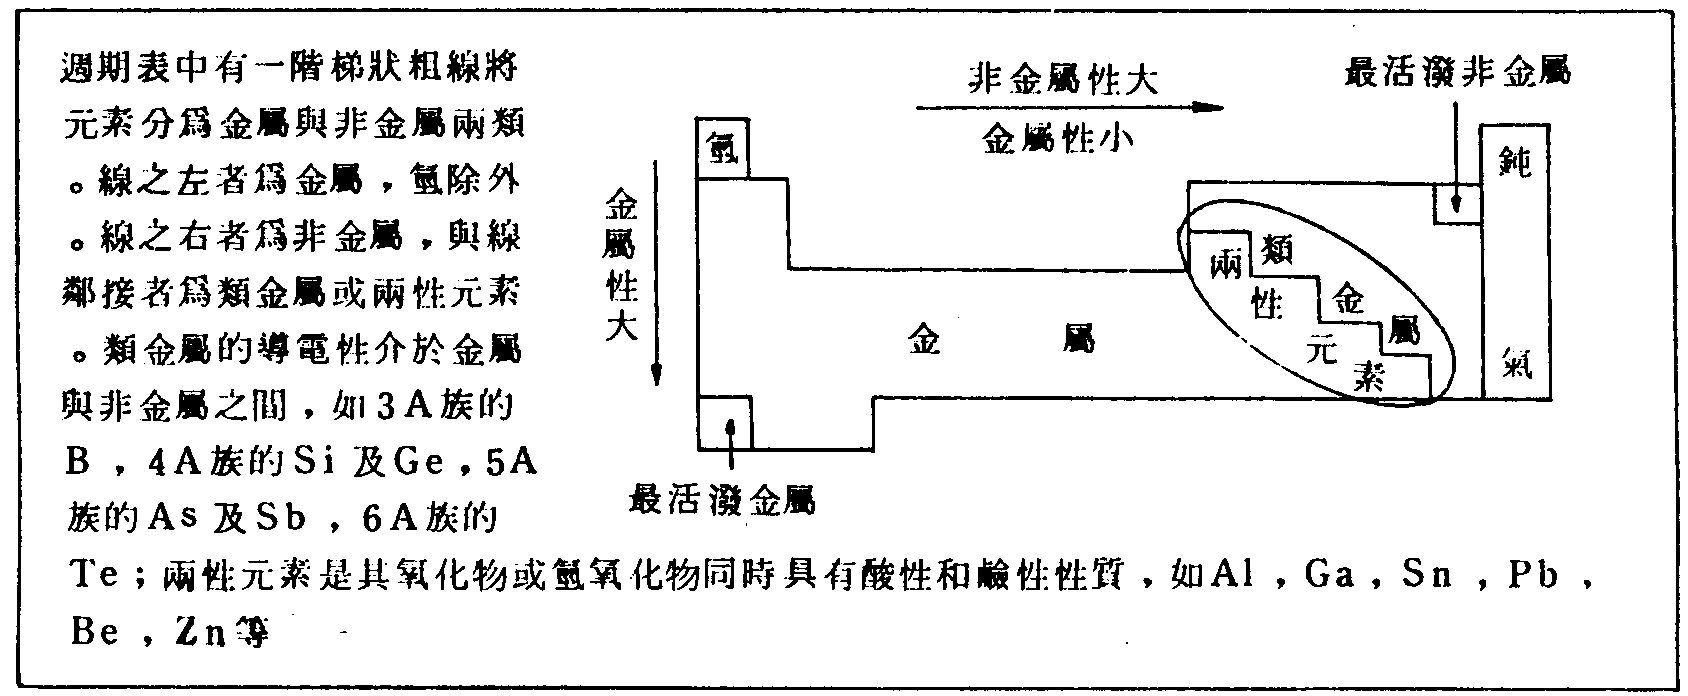 週期表中有一階梯狀粗線將
元素分爲金屬與非金屬兩類
。線之左者爲金屬，氫除外
。線之右者爲非金屬，與線
鄰接者爲類金屬或兩性元素
。類金屬的導電性介於金屬
與非金屬之間，如3A族的
B，4A族的Si及Ge，5A
族的As及Sb，6A族的
Te；兩性元素是其氧化物或氫氧化物同時具有酸性和鹼性性質，如Al，Ga，Sn，Pb，
Be，Zn等
非金屬性大
金屬性小
最活潑非金屬
氫
鈍氣
金屬性大
類金屬
兩性元素
金屬
最活潑金屬